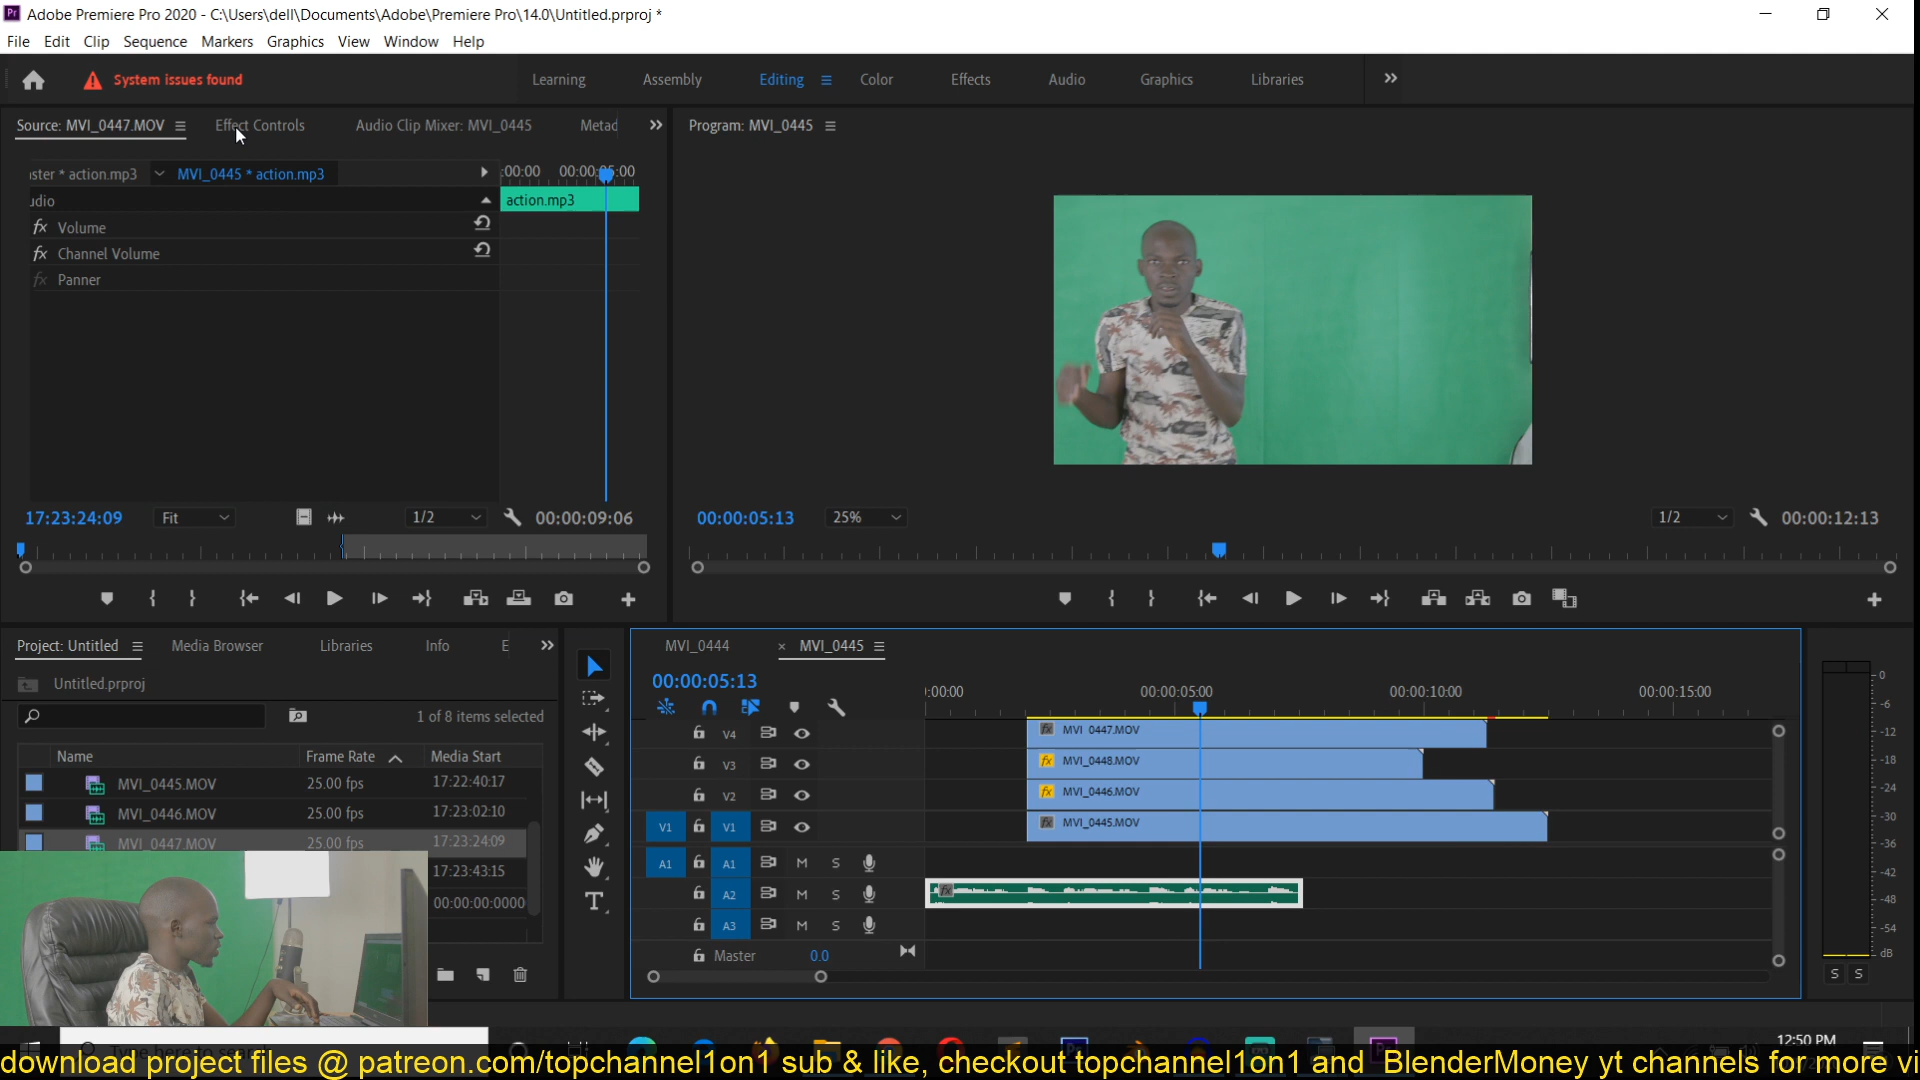 Adobe Premiere Pro 2020 - C:\Users\dell\Documents\Adobe\Premiere Pro\14.0\Untitled.prproj *
File Edit Clip Sequence Markers Graphics View Window Help
System issues found Learning Assembly Editing Color Effects Audio Graphics Libraries
Source: MVI_0447.MOV Effect Controls Audio Clip Mixer: MVI_0445 Metad Program: MVI_0445
ster * action.mp3 MVI_0445 * action.mp3 :00:00 00:00:05:00
udio action.mp3
fx Volume
fx Channel Volume
fx Panner
17:23:24:09 Fit 1/2 00:00:09:06 00:00:05:13 25% 1/2 00:00:12:13
Project: Untitled Media Browser Libraries Info E
Untitled.prproj
1 of 8 items selected
Name Frame Rate Media Start
MVI_0445.MOV 25.00 fps 17:22:40:17
MVI_0446.MOV 25.00 fps 17:23:02:10
MVI_0447.MOV 25.00 fps 17:23:24:09
17:23:43:15
00:00:00:0000
MVI_0444 × MVI_0445
00:00:05:13
:00:00 00:00:05:00 00:00:10:00 00:00:15:00
V4 fx MVI_0447.MOV
V3 fx MVI_0448.MOV
V2 fx MVI_0446.MOV
V1 V1 fx MVI_0445.MOV
A1 A1 M S
A2 M S fx
A3 M S
Master 0.0
0
-6
-12
-18
-24
-30
-36
-42
-48
-54
dB
S S
Type here to search
12:50 PM
download project files @ patreon.com/topchannel1on1 sub & like, checkout topchannel1on1 and BlenderMoney yt channels for more vi